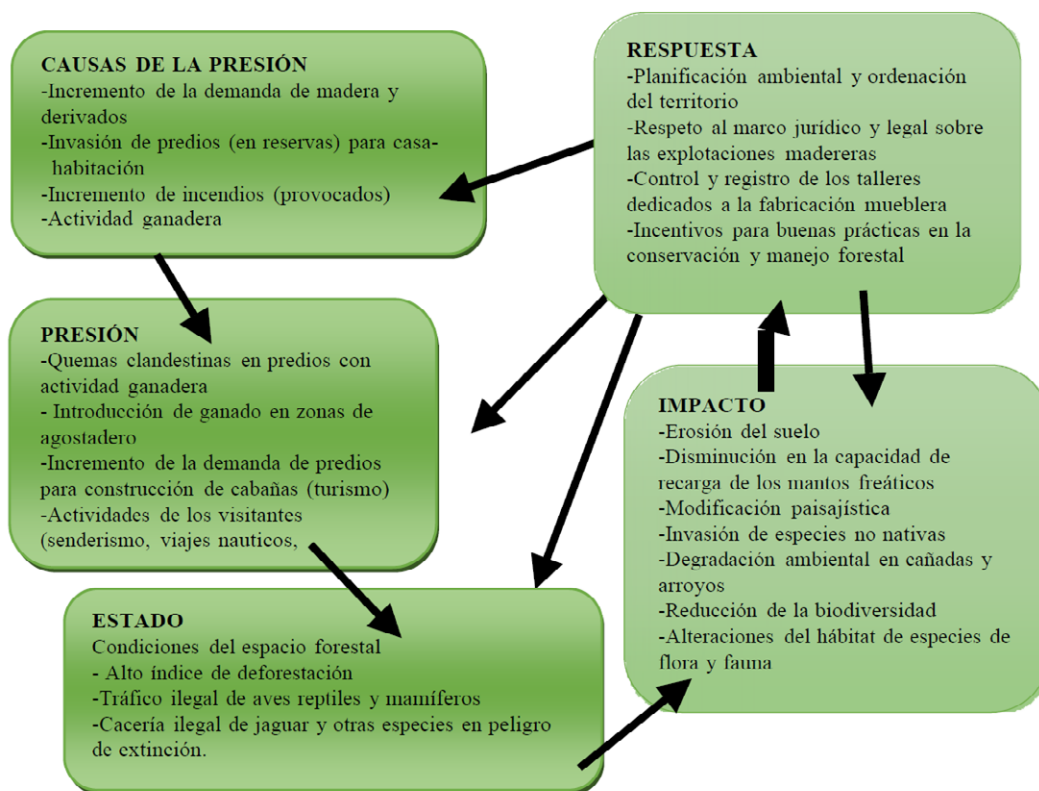 CAUSAS DE LA PRESIÓN
-Incremento de la demanda de madera y
derivados
-Invasión de predios (en reservas) para casa-
habitación
-Incremento de incendios (provocados)
-Actividad ganadera
PRESIÓN
-Quemas clandestinas en predios con
actividad ganadera
- Introducción de ganado en zonas de
agostadero
-Incremento de la demanda de predios
para construcción de cabañas (turismo)
-Actividades de los visitantes
(senderismo, viajes nauticos,
ESTADO
Condiciones del espacio forestal
- Alto índice de deforestación
-Tráfico ilegal de aves reptiles y mamíferos
-Cacería ilegal de jaguar y otras especies en peligro
de extinción.
RESPUESTA
-Planificación ambiental y ordenación
del territorio
-Respeto al marco jurídico y legal sobre
las explotaciones madereras
-Control y registro de los talleres
dedicados a la fabricación mueblera
-Incentivos para buenas prácticas en la
conservación y manejo forestal
IMPACTO
-Erosión del suelo
-Disminución en la capacidad de
recarga de los mantos freáticos
-Modificación paisajística
-Invasión de especies no nativas
-Degradación ambiental en cañadas y
arroyos
-Reducción de la biodiversidad
-Alteraciones del hábitat de especies de
flora y fauna